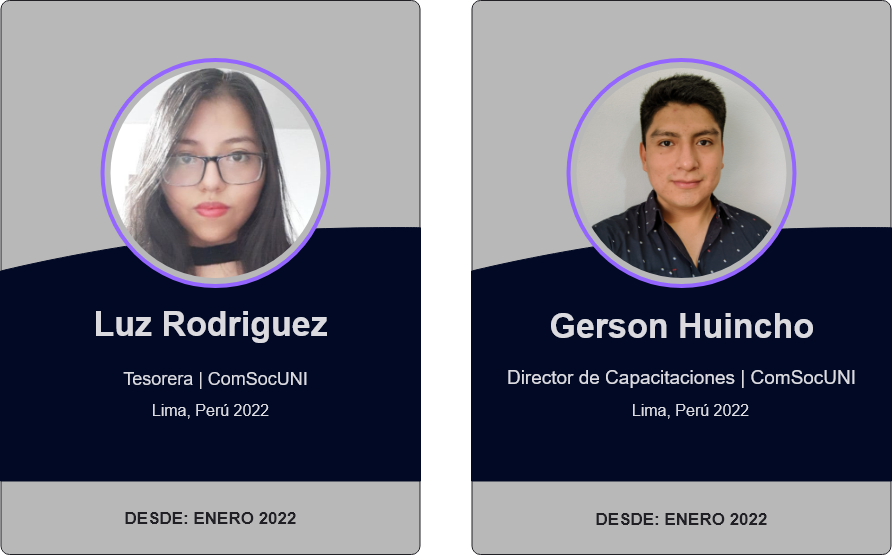 Luz Rodriguez
Tesorera | ComSocUNI
Lima, Perú 2022
DESDE: ENERO 2022
Gerson Huincho
Director de Capacitaciones | ComSocUNI
Lima, Perú 2022
DESDE: ENERO 2022